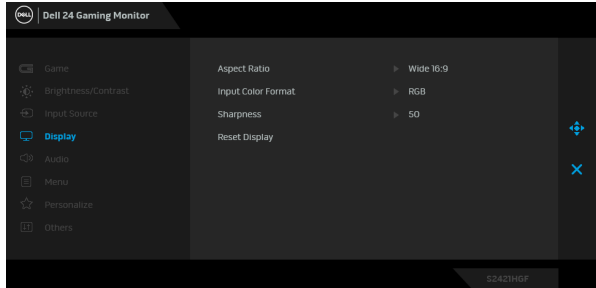 DELL Dell 24 Gaming Monitor
Game
Brightness/Contrast
Input Source
Display
Audio
Menu
Personalize
Others
Aspect Ratio Wide 16:9
Input Color Format RGB
Sharpness 50
Reset Display
S2421HGF